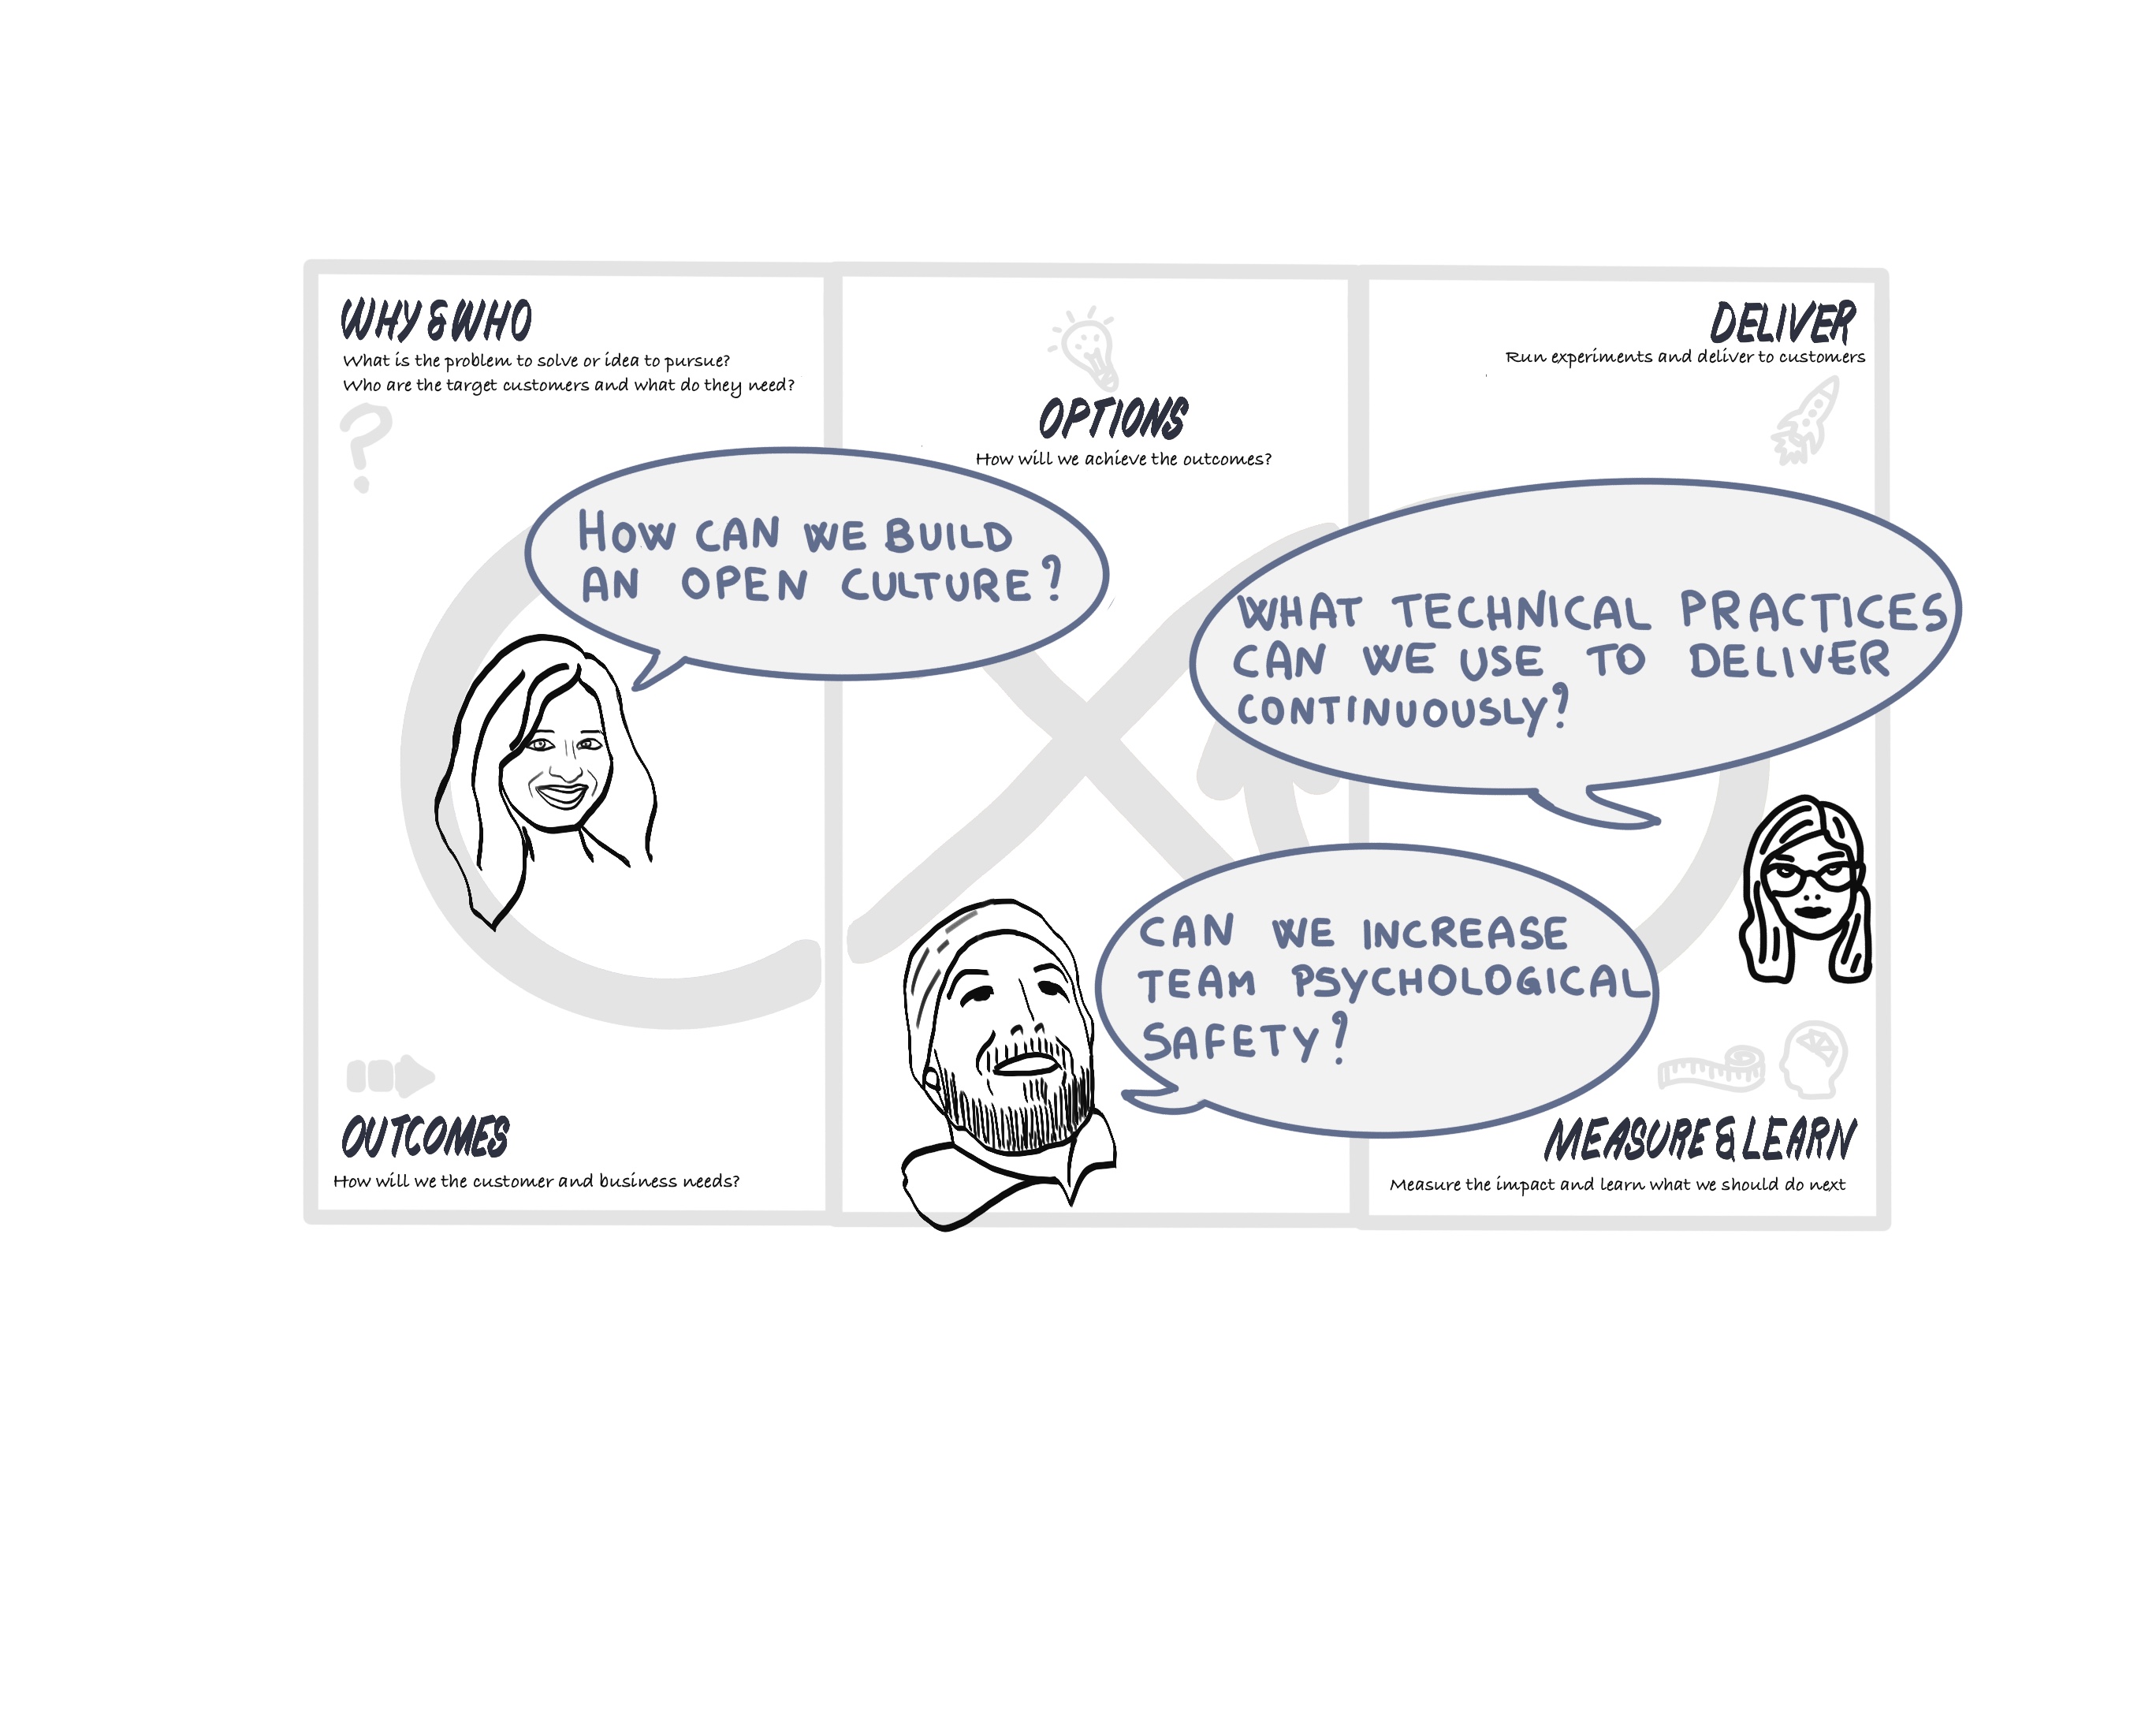 WHY & WHO
What is the problem to solve or idea to pursue?
Who are the target customers and what do they need?
?
OPTIONS
How will we achieve the outcomes?
DELIVER
Run experiments and deliver to customers
HOW CAN WE BUILD
AN OPEN CULTURE?
WHAT TECHNICAL PRACTICES
CAN WE USE TO DELIVER
CONTINUOUSLY?
CAN WE INCREASE
TEAM PSYCHOLOGICAL
SAFETY?
OUTCOMES
How will we the customer and business needs?
MEASURE & LEARN
Measure the impact and learn what we should do next